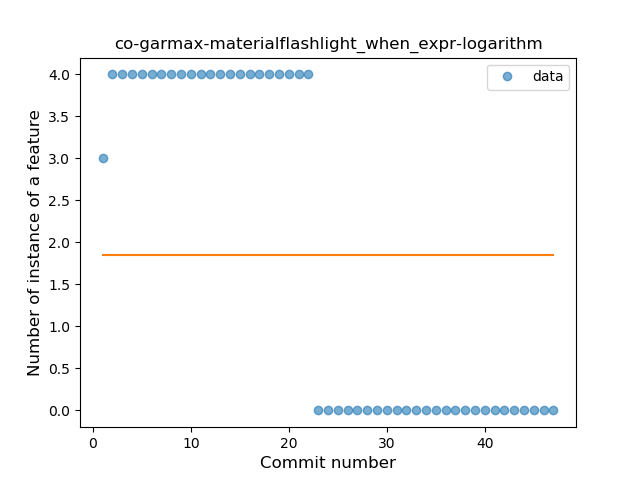 co-garmax-materialflashlight_when_expr-logarithm
data
Number of instance of a feature
4.0
3.5
3.0
2.5
2.0
1.5
1.0
0.5
0.0
0 10 20 30 40
Commit number